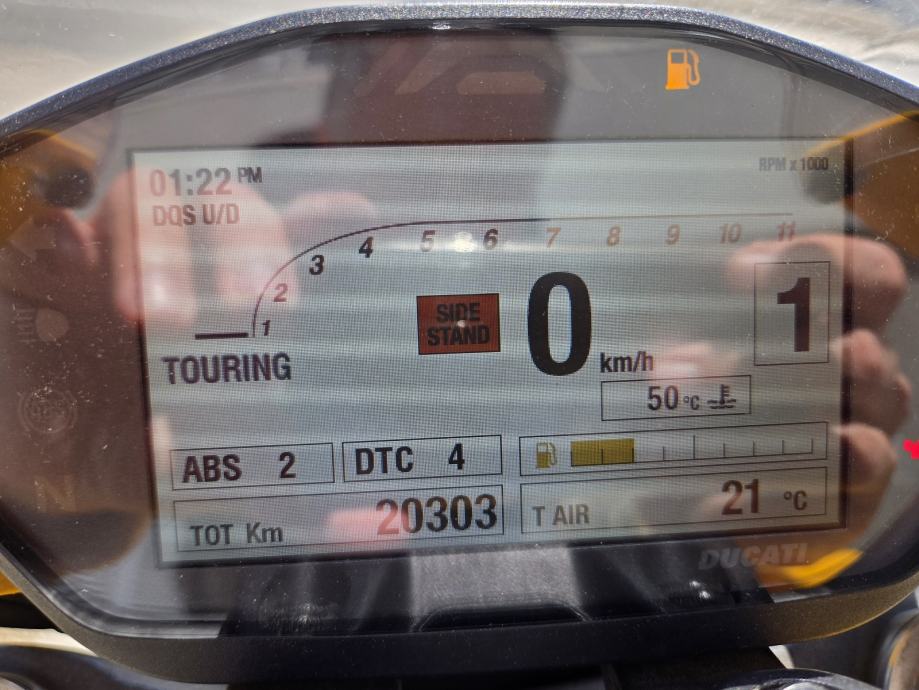 01:22 PM
RPM x 1000
DQS U/D
1 2 3 4 5 6 7 8 9 10 11
SIDE
STAND
0
km/h
1
TOURING
50 °C
ABS 2
DTC 4
TOT Km 20303
T AIR 21 °C
DUCATI
N